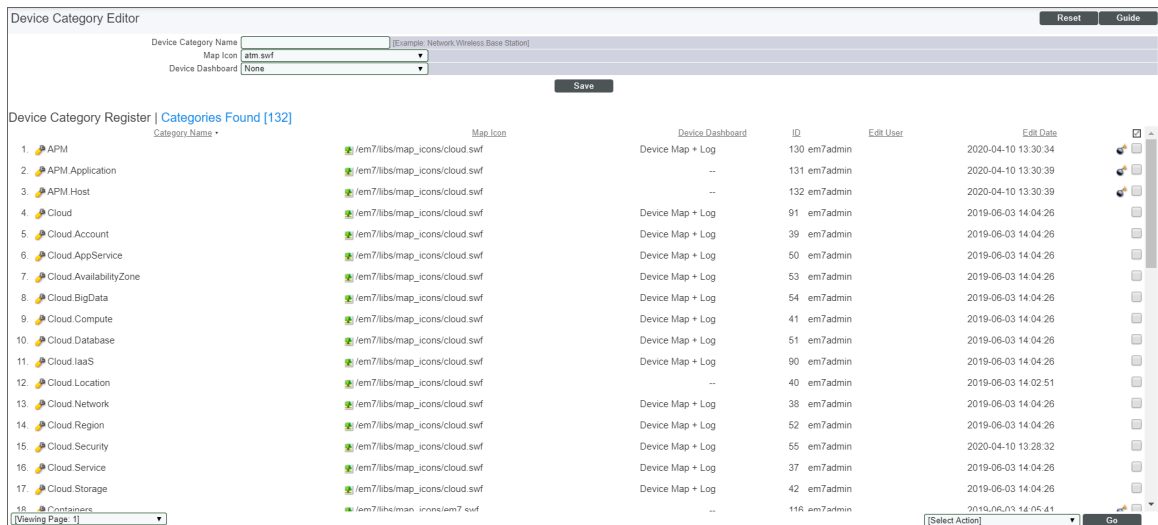 Device Category Editor Reset Guide
Device Category Name [Example: Network.Wireless.Base Station]
Map Icon atm.swf
Device Dashboard None
Save
Device Category Register | Categories Found [132]
Category Name • Map Icon Device Dashboard ID Edit User Edit Date
1. APM /em7/libs/map_icons/cloud.swf Device Map + Log 130 em7admin 2020-04-10 13:30:34
2. APM.Application /em7/libs/map_icons/cloud.swf -- 131 em7admin 2020-04-10 13:30:39
3. APM.Host /em7/libs/map_icons/cloud.swf -- 132 em7admin 2020-04-10 13:30:39
4. Cloud /em7/libs/map_icons/cloud.swf Device Map + Log 91 em7admin 2019-06-03 14:04:26
5. Cloud.Account /em7/libs/map_icons/cloud.swf Device Map + Log 39 em7admin 2019-06-03 14:04:26
6. Cloud.AppService /em7/libs/map_icons/cloud.swf Device Map + Log 50 em7admin 2019-06-03 14:04:26
7. Cloud.AvailabilityZone /em7/libs/map_icons/cloud.swf Device Map + Log 53 em7admin 2019-06-03 14:04:26
8. Cloud.BigData /em7/libs/map_icons/cloud.swf Device Map + Log 54 em7admin 2019-06-03 14:04:26
9. Cloud.Compute /em7/libs/map_icons/cloud.swf Device Map + Log 41 em7admin 2019-06-03 14:04:26
10. Cloud.Database /em7/libs/map_icons/cloud.swf Device Map + Log 51 em7admin 2019-06-03 14:04:26
11. Cloud.IaaS /em7/libs/map_icons/cloud.swf Device Map + Log 90 em7admin 2019-06-03 14:04:26
12. Cloud.Location /em7/libs/map_icons/cloud.swf -- 40 em7admin 2019-06-03 14:02:51
13. Cloud.Network /em7/libs/map_icons/cloud.swf Device Map + Log 38 em7admin 2019-06-03 14:04:26
14. Cloud.Region /em7/libs/map_icons/cloud.swf Device Map + Log 52 em7admin 2019-06-03 14:04:26
15. Cloud.Security /em7/libs/map_icons/cloud.swf Device Map + Log 55 em7admin 2020-04-10 13:28:32
16. Cloud.Service /em7/libs/map_icons/cloud.swf Device Map + Log 37 em7admin 2019-06-03 14:04:26
17. Cloud.Storage /em7/libs/map_icons/cloud.swf Device Map + Log 42 em7admin 2019-06-03 14:04:26
18. Containers /em7/libs/map_icons/em7.swf 116 em7admin 2019-06-03 14:05:41
[Viewing Page: 1] [Select Action] Go